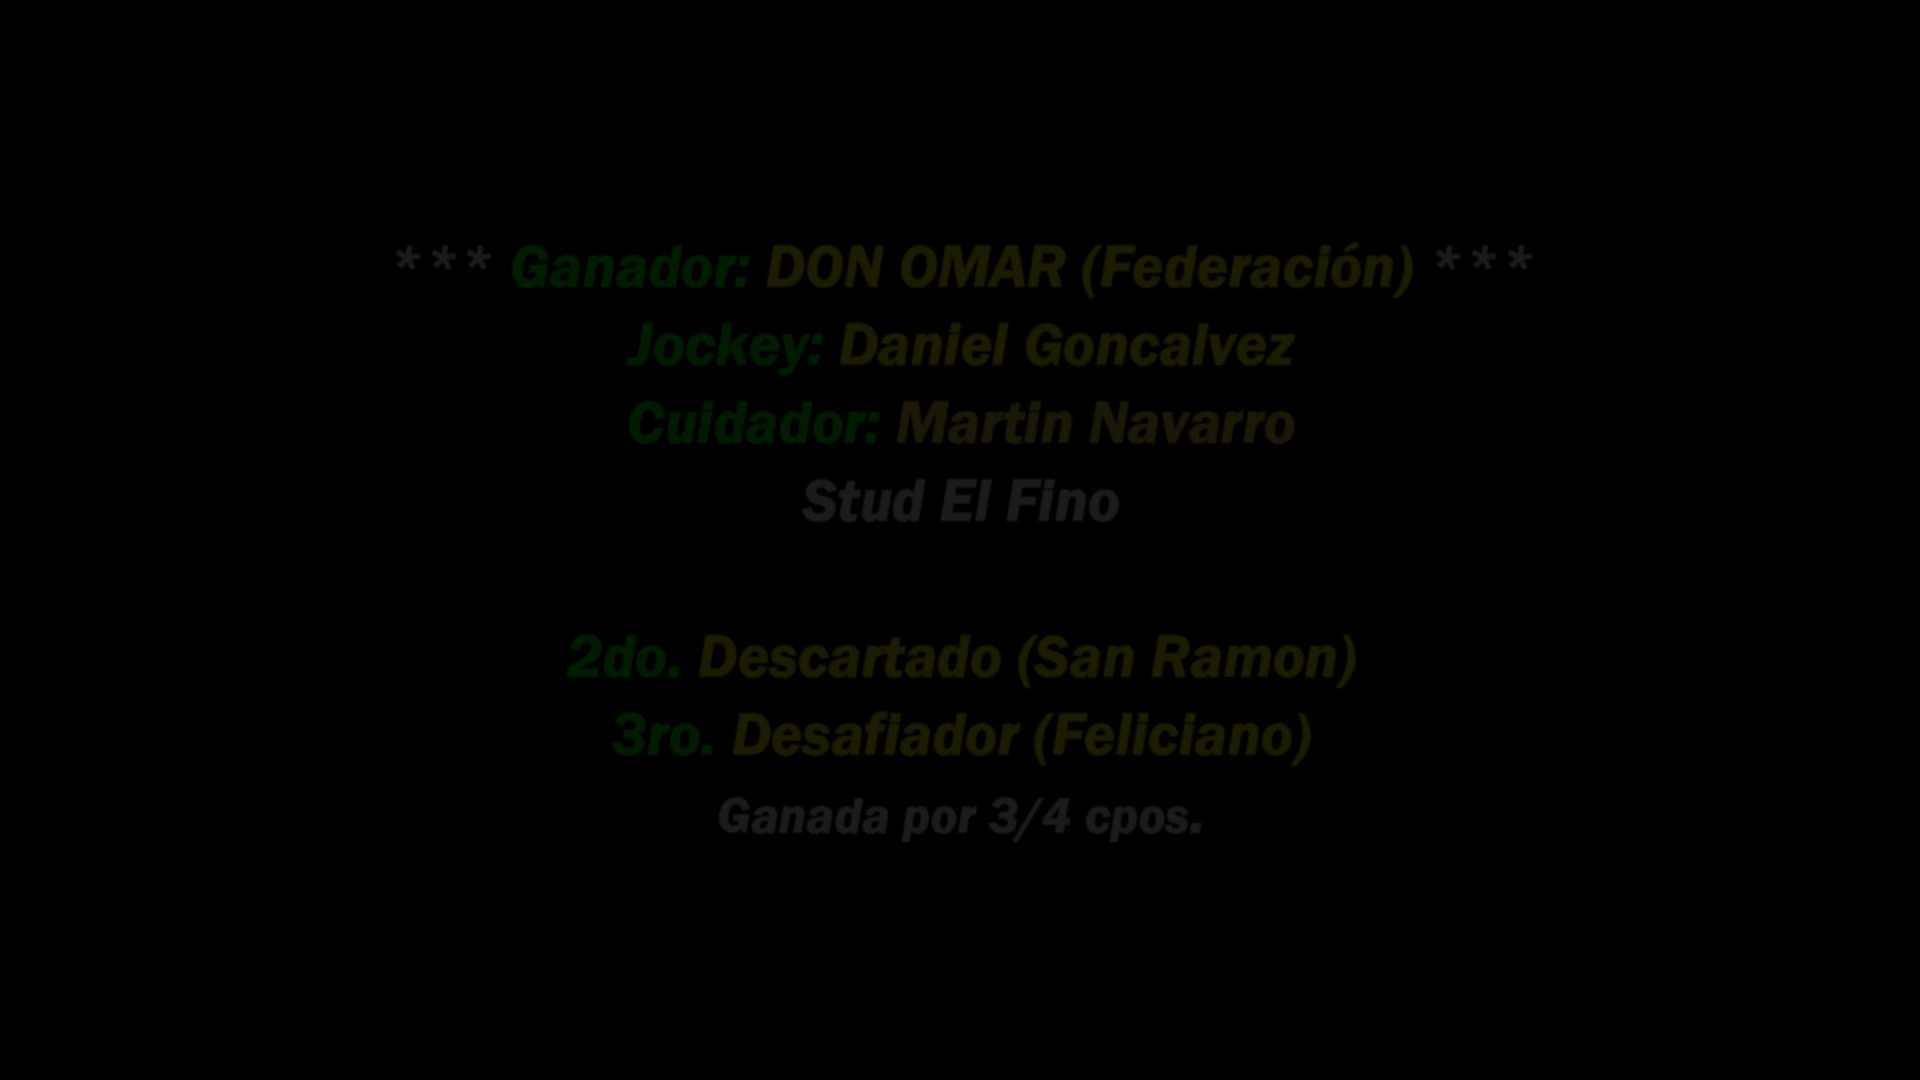 *** Ganador: DON OMAR (Federación) ***
Jockey: Daniel Goncalvez
Cuidador: Martin Navarro
Stud El Fino
2do. Descartado (San Ramon)
3ro. Desafiador (Feliciano)
Ganada por 3/4 cpos.